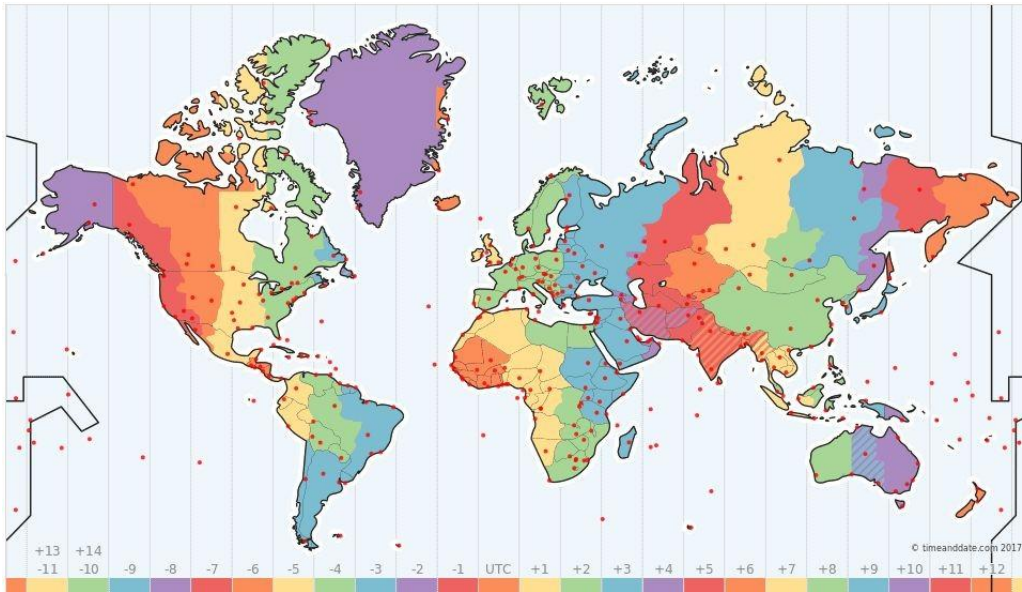 © timeanddate.com 2017
+13 +14
-11 -10 -9 -8 -7 -6 -5 -4 -3 -2 -1 UTC +1 +2 +3 +4 +5 +6 +7 +8 +9 +10 +11 +12